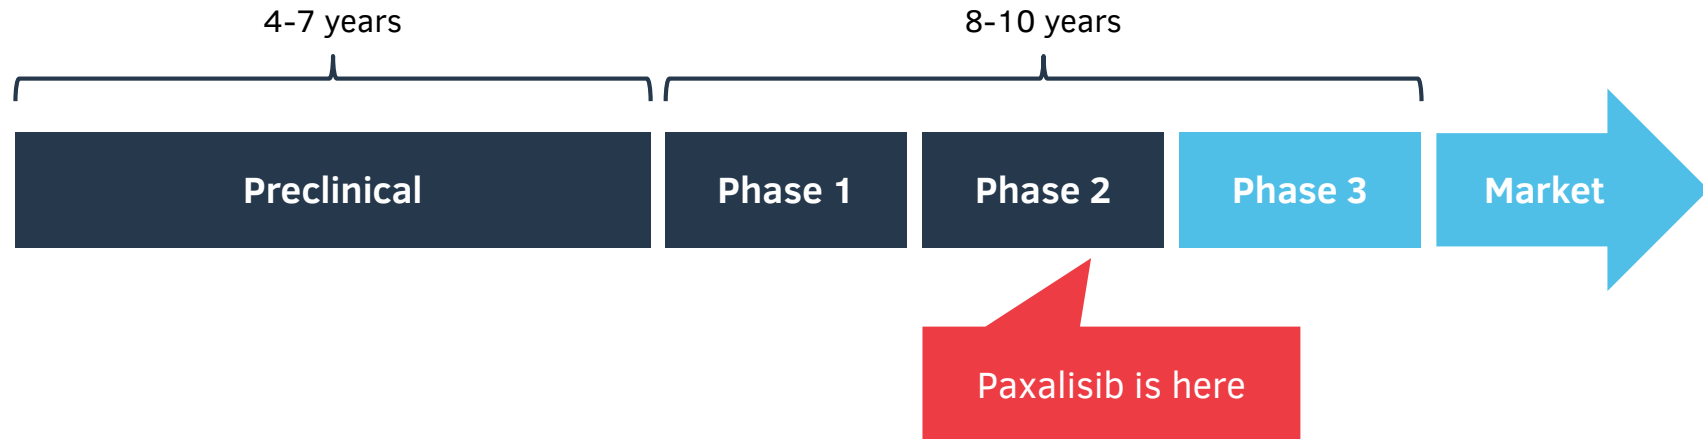 4-7 years
8-10 years
Preclinical
Phase 1
Phase 2
Phase 3
Market
Paxalisib is here